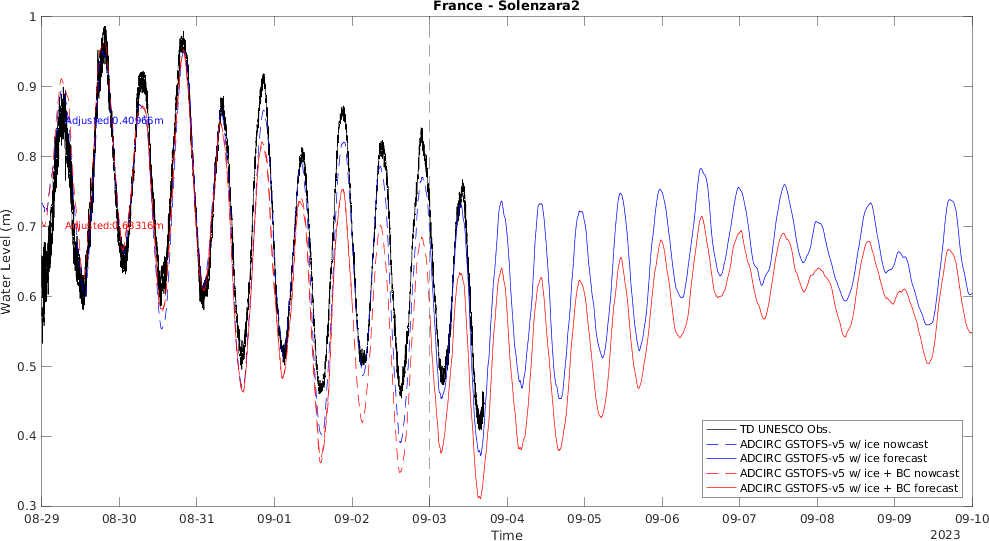 France - Solenzara2
1
0.9
0.8
0.7
0.6
0.5
0.4
0.3
Water Level (m)
Adjusted:0.40966m
Adjusted:0.63316m
TD UNESCO Obs.
ADCIRC GSTOFS-v5 w/ ice nowcast
ADCIRC GSTOFS-v5 w/ ice forecast
ADCIRC GSTOFS-v5 w/ ice + BC nowcast
ADCIRC GSTOFS-v5 w/ ice + BC forecast
08-29 08-30 08-31 09-01 09-02 09-03 09-04 09-05 09-06 09-07 09-08 09-09 09-10
Time
2023